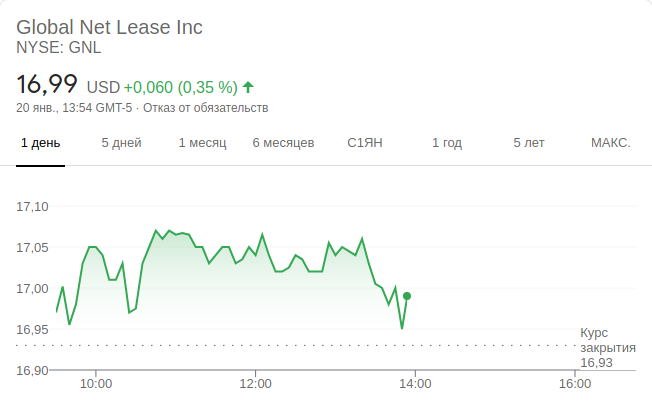 Global Net Lease Inc
NYSE: GNL
16,99 USD +0,060 (0,35 %)
20 янв., 13:54 GMT-5 · Отказ от обязательств
1 день 5 дней 1 месяц 6 месяцев С1ЯН 1 год 5 лет МАКС.
17,10
17,05
17,00
16,95
16,90
Курс
закрытия
16,93
10:00 12:00 14:00 16:00